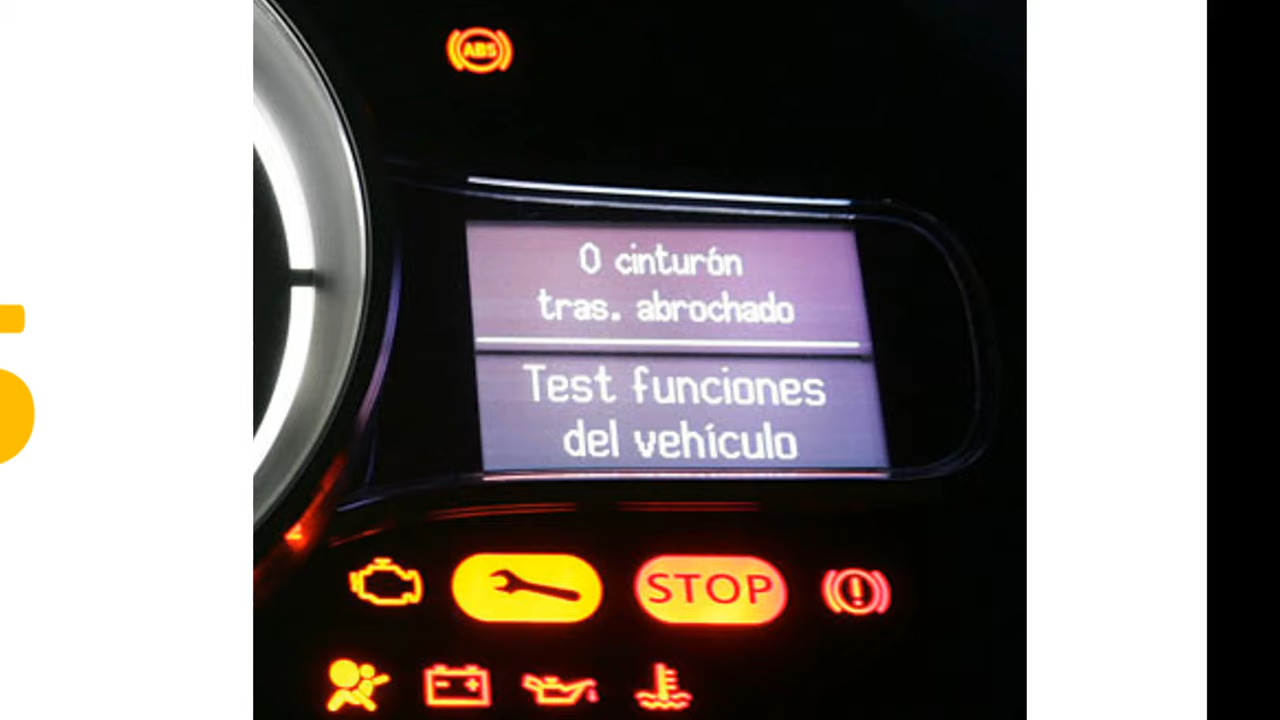 ABS
0 cinturón
tras. abrochado
Test funciones
del vehículo
STOP